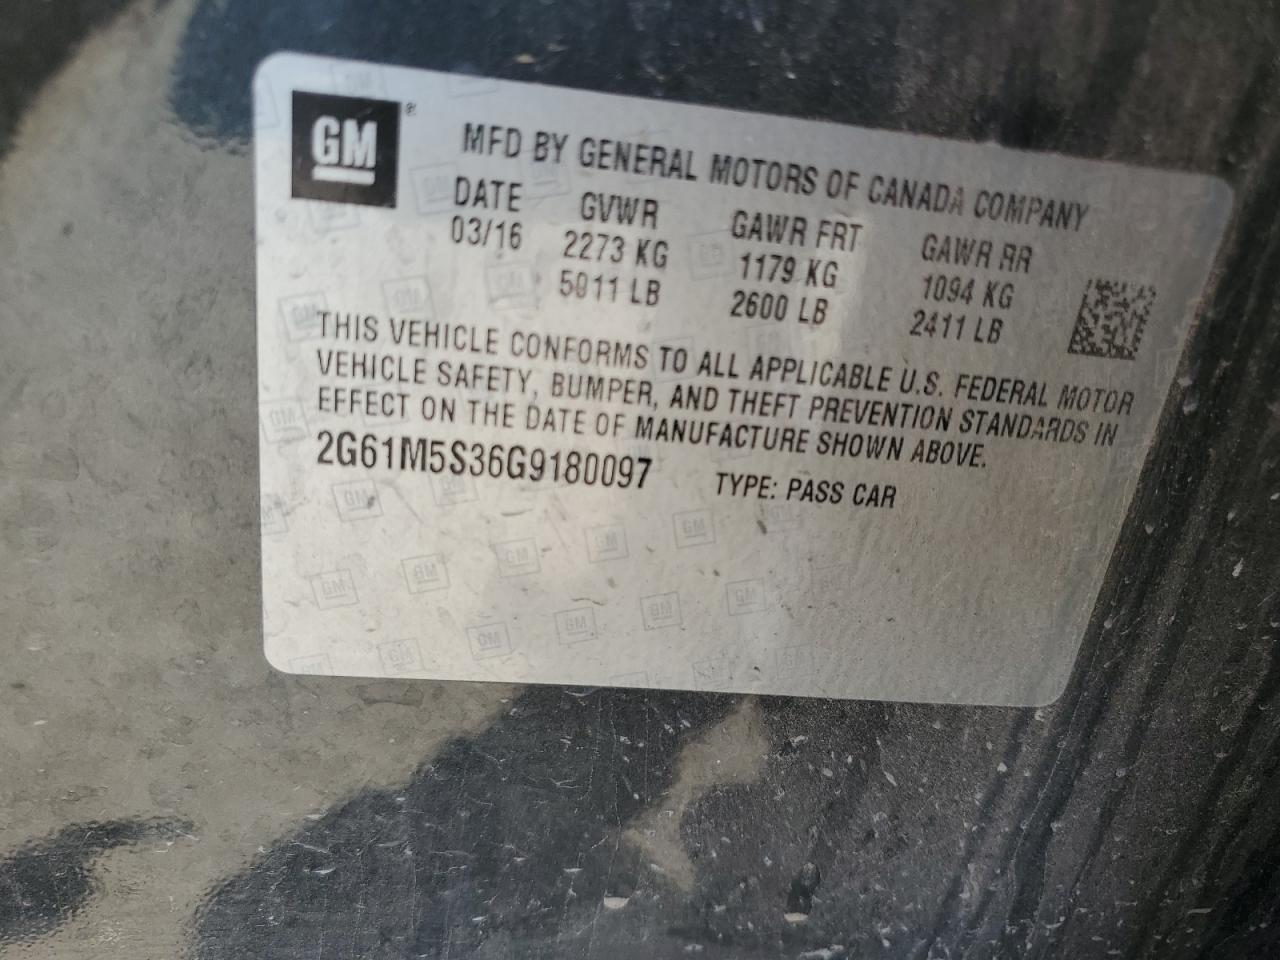 GM ®
MFD BY GENERAL MOTORS OF CANADA COMPANY
DATE GVWR GAWR FRT GAWR RR
03/16 2273 KG 1179 KG 1094 KG
5011 LB 2600 LB 2411 LB
THIS VEHICLE CONFORMS TO ALL APPLICABLE U.S. FEDERAL MOTOR
VEHICLE SAFETY, BUMPER, AND THEFT PREVENTION STANDARDS IN
EFFECT ON THE DATE OF MANUFACTURE SHOWN ABOVE.
2G61M5S36G9180097 TYPE: PASS CAR